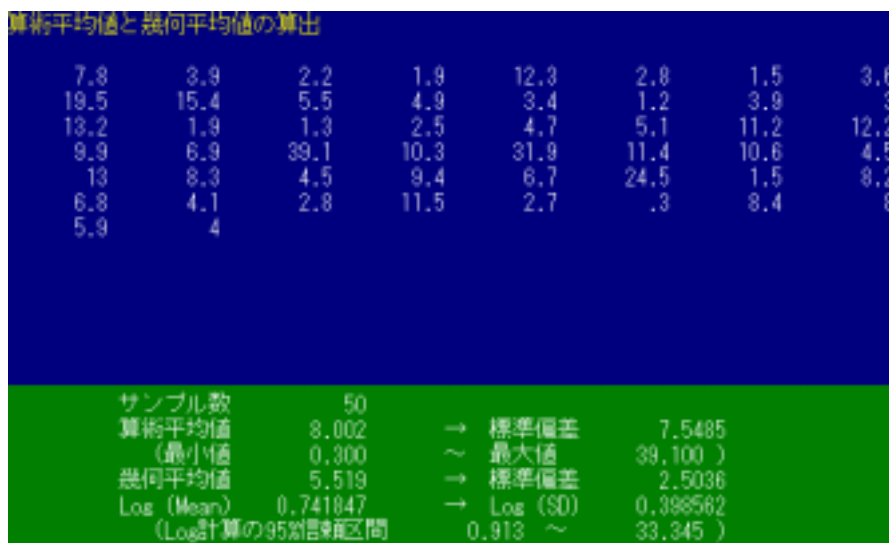 算術平均値と幾何平均値の算出
7.8 3.9 2.2 1.9 12.3 2.8 1.5 3.6
19.5 15.4 5.5 4.9 3.4 1.2 3.9
13.2 1.9 1.3 2.5 4.7 5.1 11.2 12.2
9.9 6.9 39.1 10.3 31.9 11.4 10.6 4.5
13 8.3 4.5 9.4 6.7 24.5 1.5 8.2
6.8 4.1 2.8 11.5 2.7 .3 8.4
5.9 4
サンプル数 50
算術平均値 8.002 → 標準偏差 7.5485
(最小値 0.300 ~ 最大値 39.100 )
幾何平均値 5.519 → 標準偏差 2.5036
Log (Mean) 0.741847 → Log (SD) 0.398562
(Log計算の95%信頼区間 0.913 ~ 33.345 )